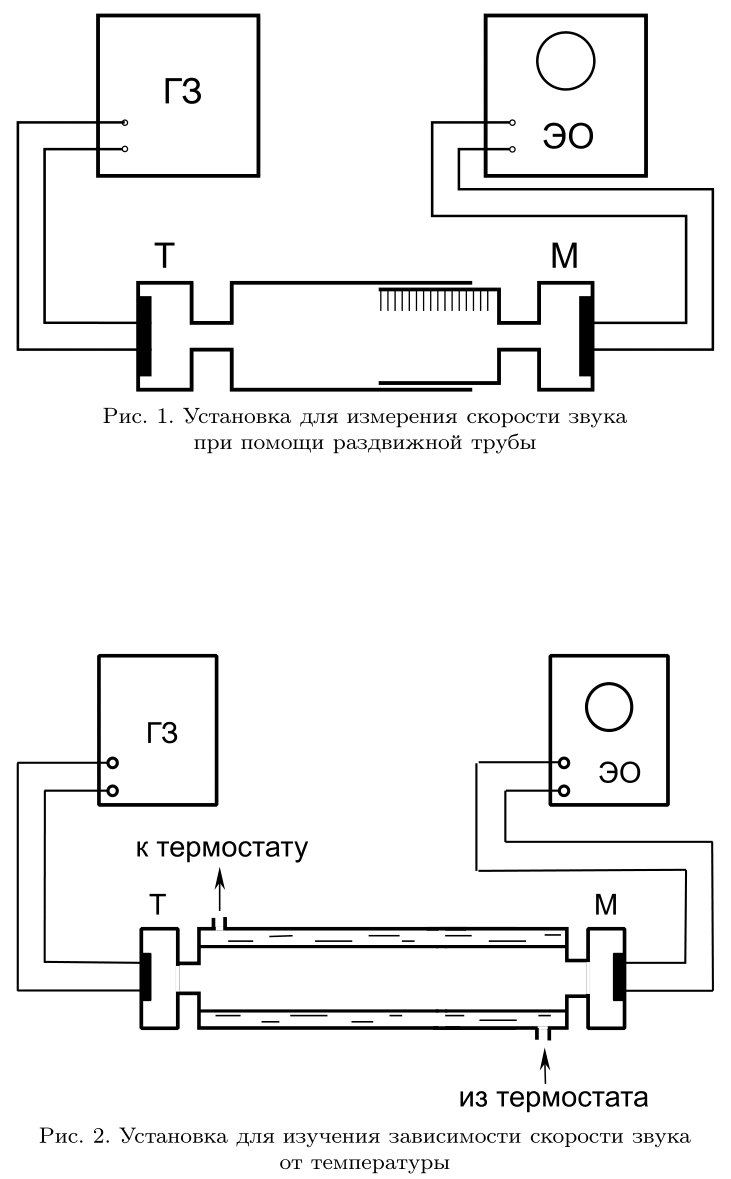 ГЗ
ЭО
Т
М
Рис. 1. Установка для измерения скорости звука
при помощи раздвижной трубы
ГЗ
ЭО
к термостату
Т
М
из термостата
Рис. 2. Установка для изучения зависимости скорости звука
от температуры